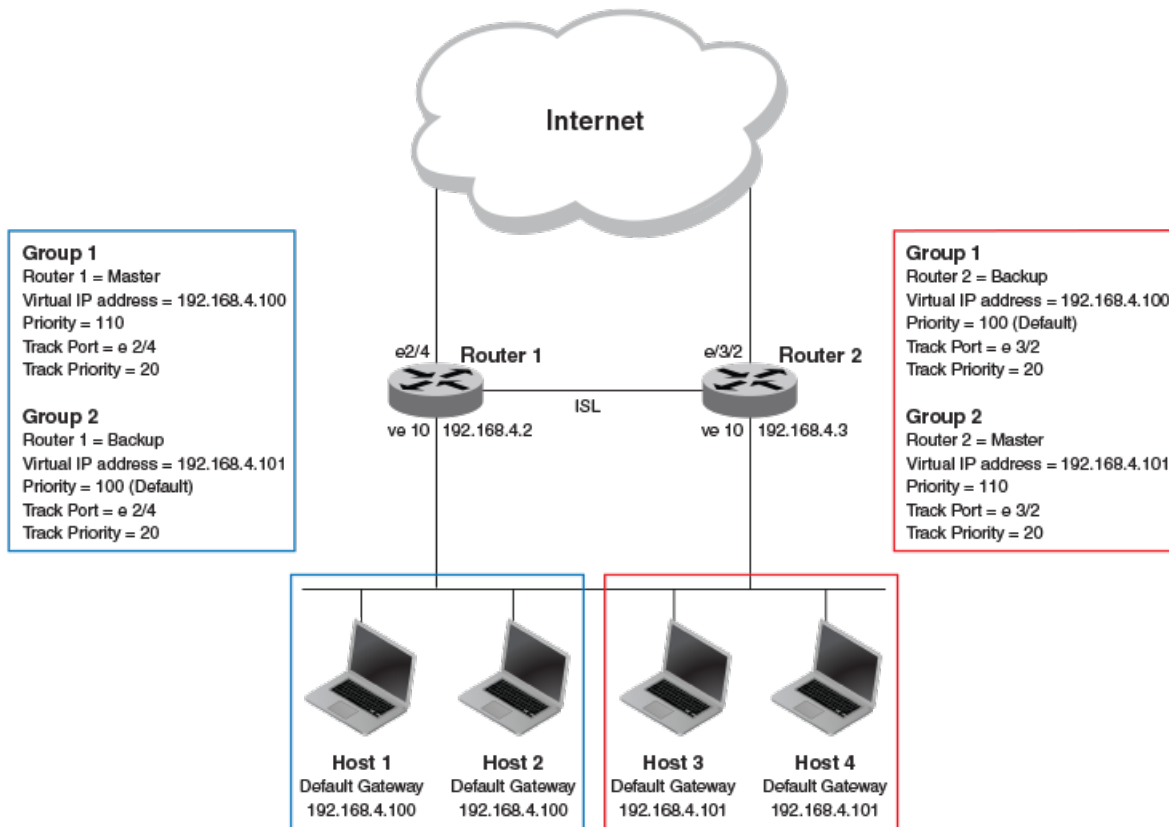 Internet
Group 1
Router 1 = Master
Virtual IP address = 192.168.4.100
Priority = 110
Track Port = e 2/4
Track Priority = 20
Group 2
Router 1 = Backup
Virtual IP address = 192.168.4.101
Priority = 100 (Default)
Track Port = e 2/4
Track Priority = 20
Group 1
Router 2 = Backup
Virtual IP address = 192.168.4.100
Priority = 100 (Default)
Track Port = e 3/2
Track Priority = 20
Group 2
Router 2 = Master
Virtual IP address = 192.168.4.101
Priority = 110
Track Port = e 3/2
Track Priority = 20
e2/4
Router 1
e/3/2
Router 2
ISL
ve 10
192.168.4.2
ve 10
192.168.4.3
Host 1
Default Gateway
192.168.4.100
Host 2
Default Gateway
192.168.4.100
Host 3
Default Gateway
192.168.4.101
Host 4
Default Gateway
192.168.4.101